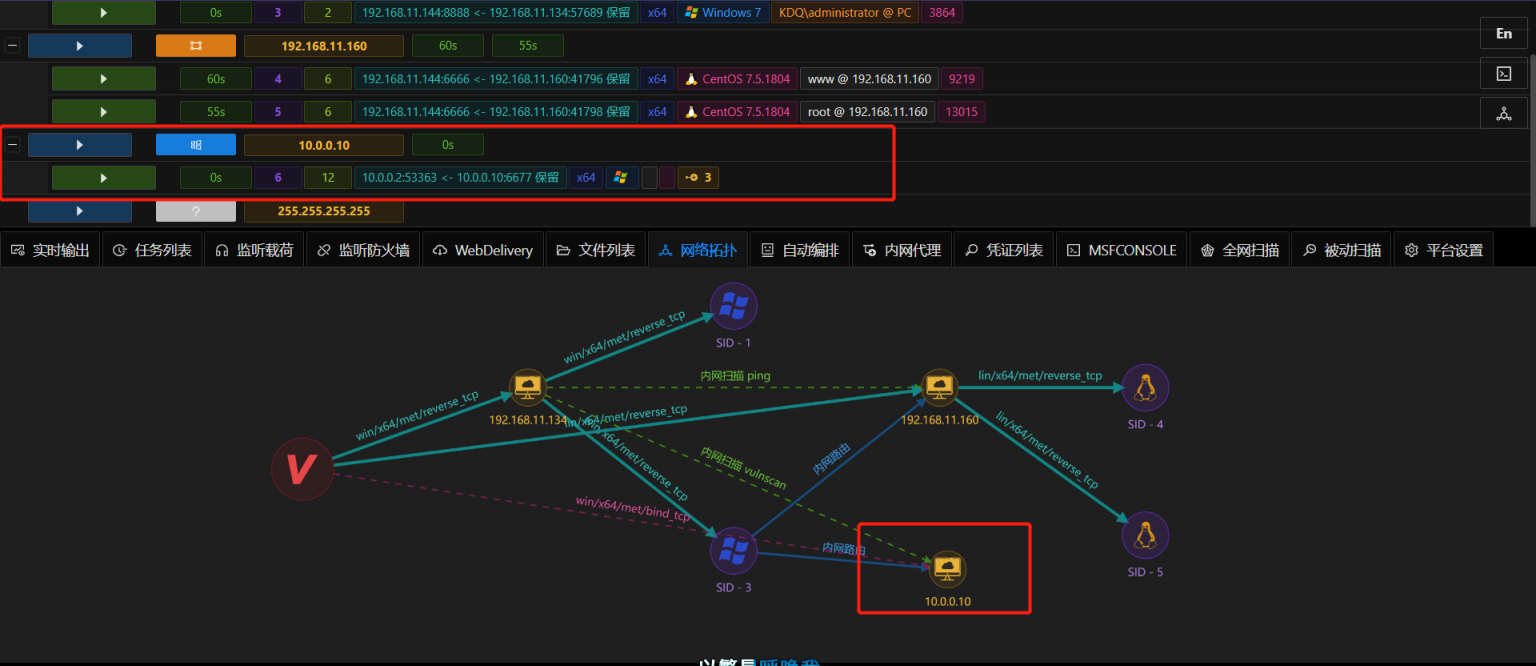 0s 3 2 192.168.11.144:8888 <- 192.168.11.134:57689 保留 x64 Windows 7 KDQ\administrator @ PC 3864
En
192.168.11.160 60s 55s
60s 4 6 192.168.11.144:6666 <- 192.168.11.160:41796 保留 x64 CentOS 7.5.1804 www @ 192.168.11.160 9219
55s 5 6 192.168.11.144:6666 <- 192.168.11.160:41798 保留 x64 CentOS 7.5.1804 root @ 192.168.11.160 13015
10.0.0.10 0s
0s 6 12 10.0.0.2:53363 <- 10.0.0.10:6677 保留 x64 3
? 255.255.255.255
实时输出 任务列表 监听载荷 监听防火墙 WebDelivery 文件列表 网络拓扑 自动编排 内网代理 凭证列表 MSFCONSOLE 全网扫描 被动扫描 平台设置
win/x64/met/reverse_tcp
SID - 1
内网扫描 ping
lin/x64/met/reverse_tcp
win/x64/met/reverse_tcp
192.168.11.134
lin/x64/met/reverse_tcp
192.168.11.160
SID - 4
win/x64/met/reverse_tcp
lin/x64/met/reverse_tcp
内网扫描 vulnscan
内网路由
V
win/x64/met/bind_tcp
内网路由
SID - 3
10.0.0.10
SID - 5